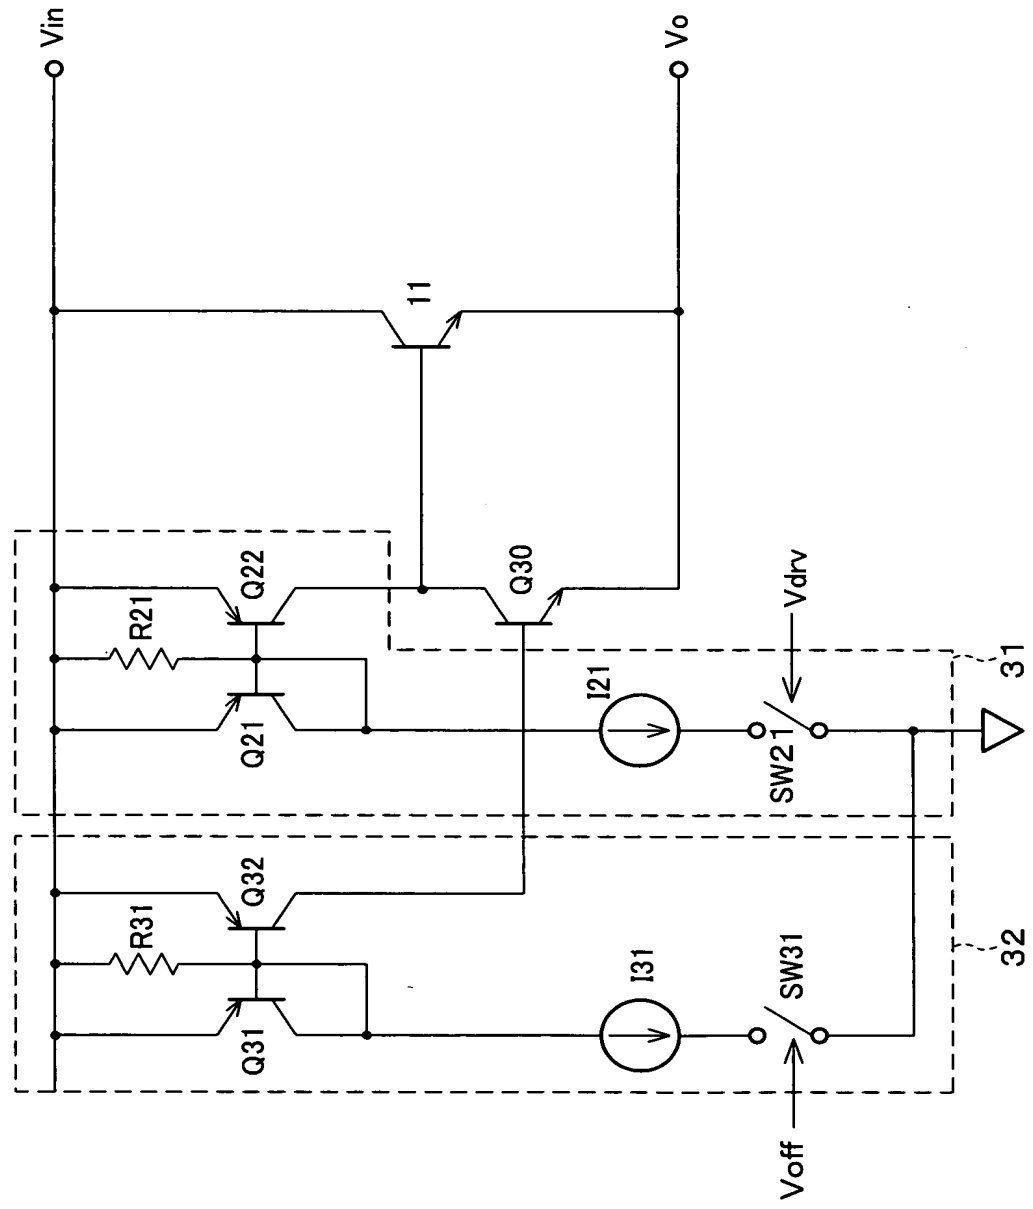 Vin
Vo
11
Q22
R21
Q21
Q30
I21
Vdrv
SW21
31
Q32
R31
Q31
I31
SW31
32
Voff